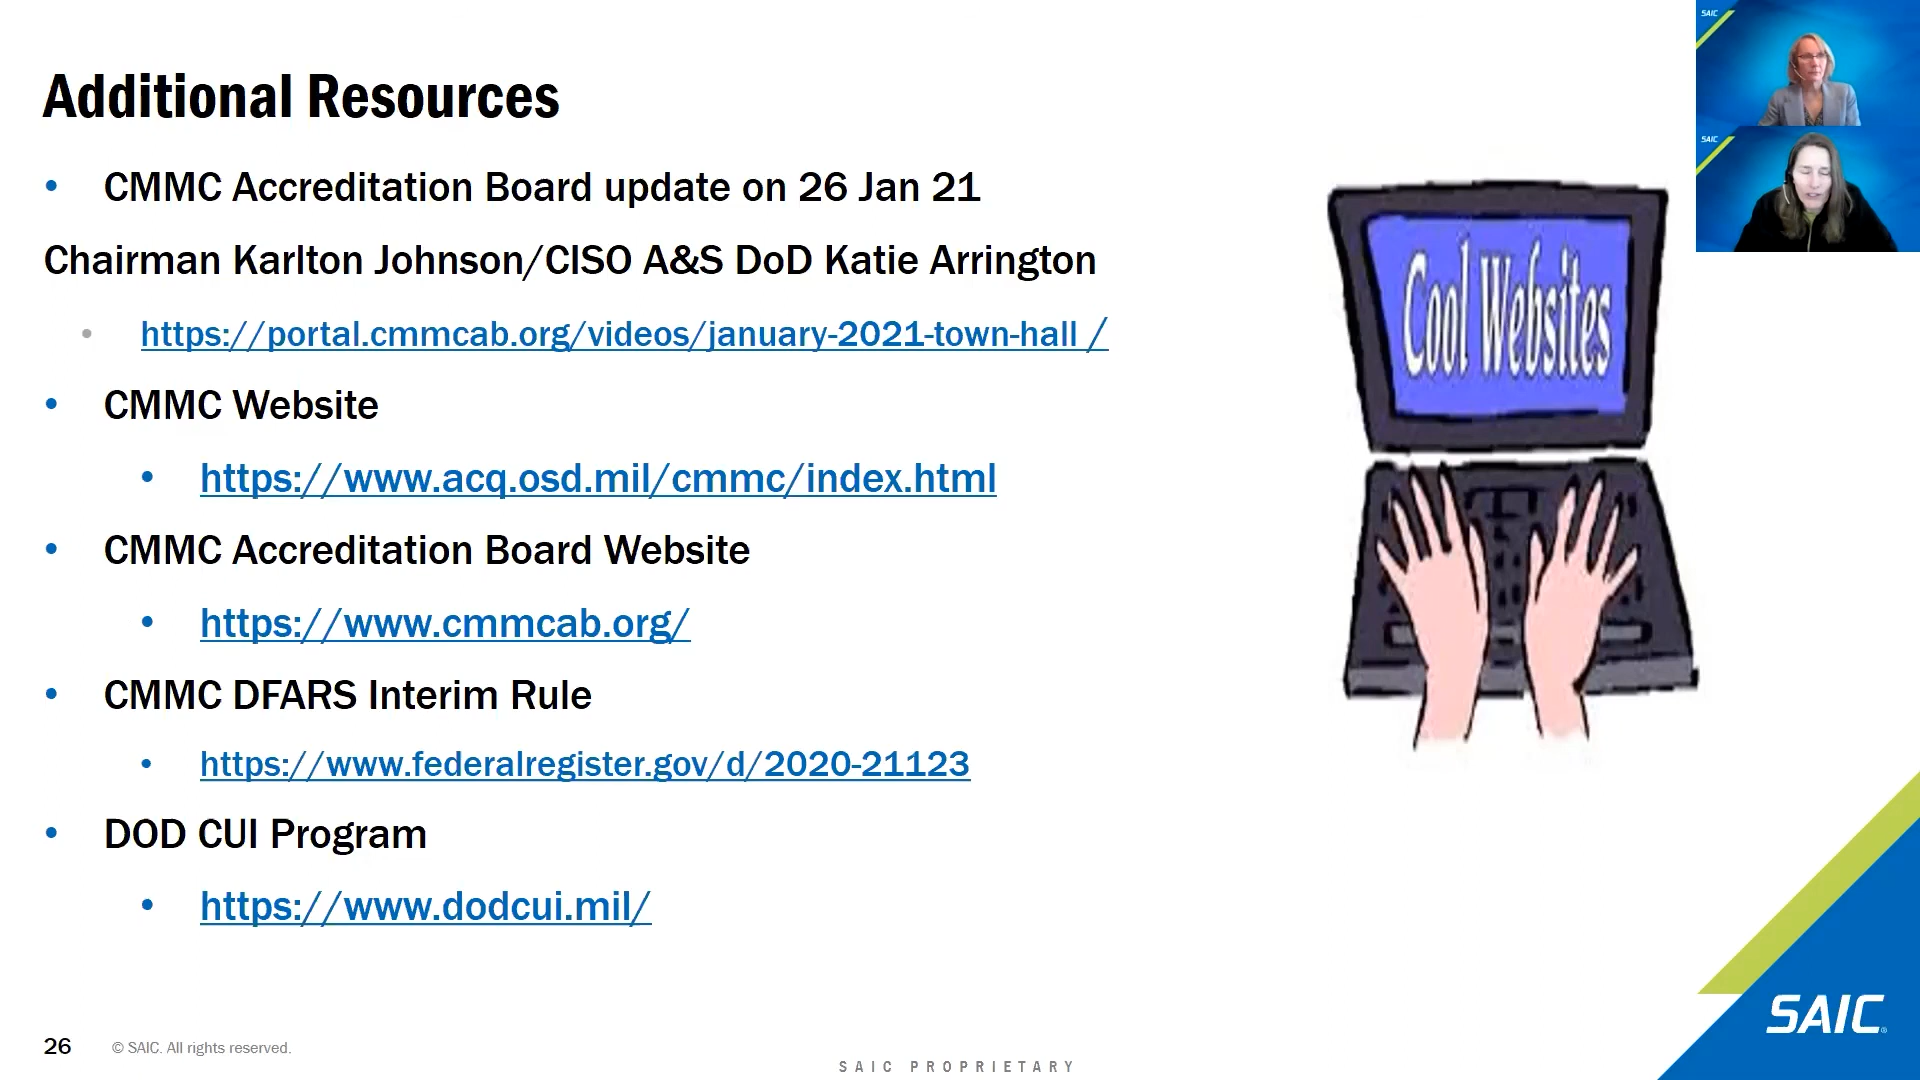 Additional Resources
• CMMC Accreditation Board update on 26 Jan 21
Chairman Karlton Johnson/CISO A&S DoD Katie Arrington
• https://portal.cmmcab.org/videos/january-2021-town-hall /
• CMMC Website
• https://www.acq.osd.mil/cmmc/index.html
• CMMC Accreditation Board Website
• https://www.cmmcab.org/
• CMMC DFARS Interim Rule
• https://www.federalregister.gov/d/2020-21123
• DOD CUI Program
• https://www.dodcui.mil/
Cool Websites
SAIC
SAIC
SAIC®
26 © SAIC. All rights reserved.
SAIC PROPRIETARY